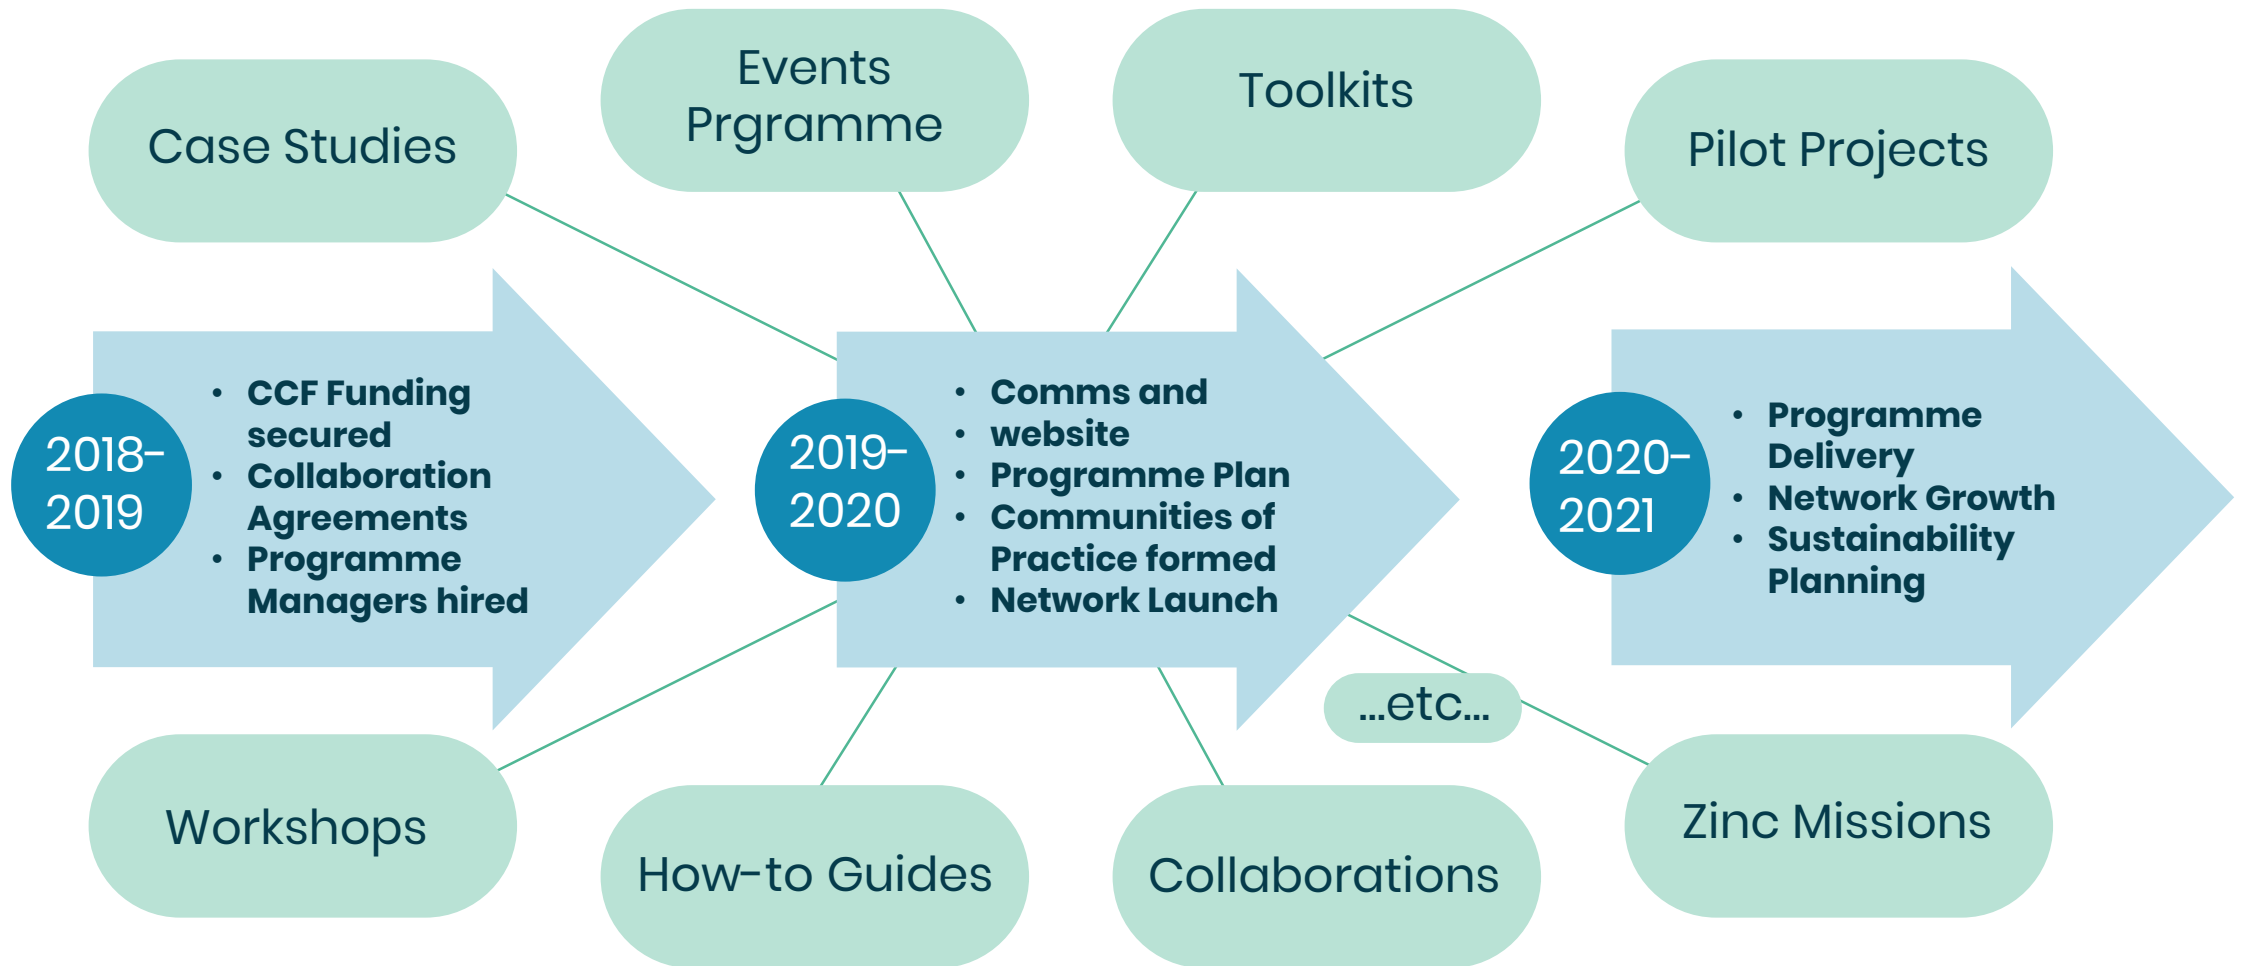 Case Studies
Events
Prgramme
Toolkits
Pilot Projects
2018-
2019
• CCF Funding
secured
• Collaboration
Agreements
• Programme
Managers hired
2019-
2020
• Comms and
• website
• Programme Plan
• Communities of
Practice formed
• Network Launch
2020-
2021
• Programme
Delivery
• Network Growth
• Sustainability
Planning
...etc...
Workshops
How-to Guides
Collaborations
Zinc Missions